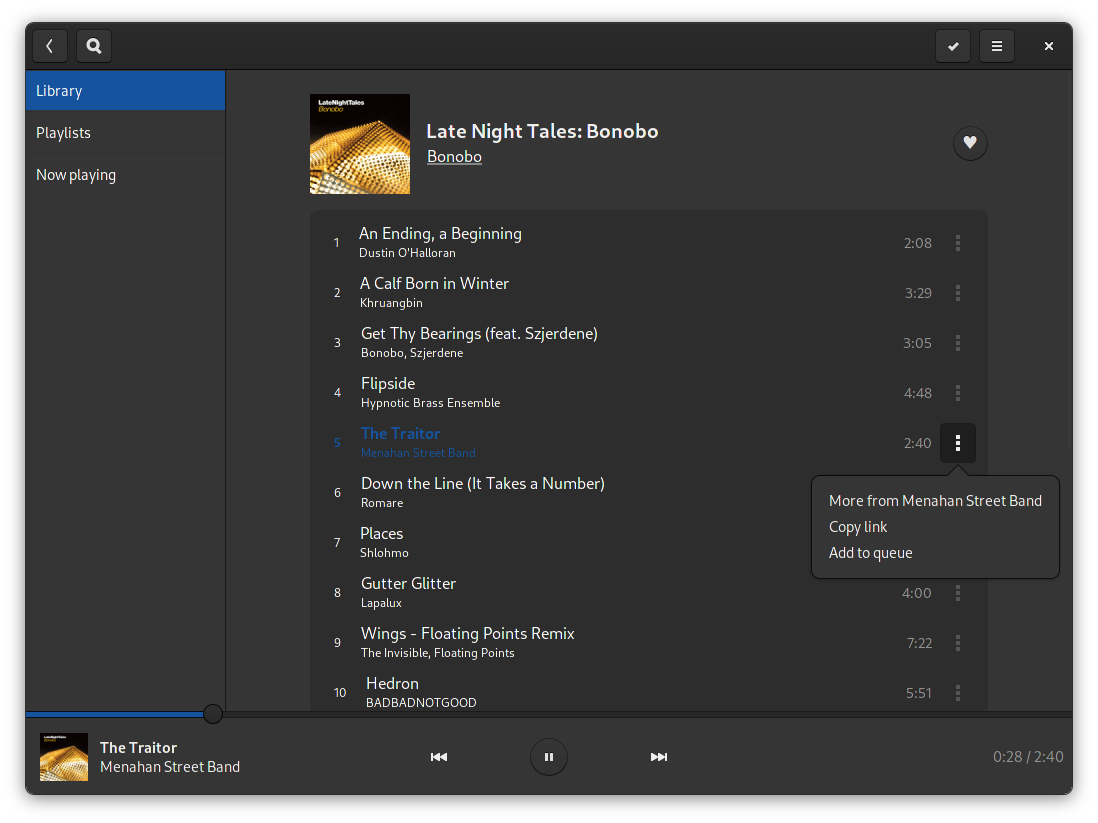 Library
Playlists
Now playing
LateNightTales
Bonobo
Late Night Tales: Bonobo
Bonobo
1 An Ending, a Beginning 2:08
Dustin O'Halloran
2 A Calf Born in Winter 3:29
Khruangbin
3 Get Thy Bearings (feat. Szjerdene) 3:05
Bonobo, Szjerdene
4 Flipside 4:48
Hypnotic Brass Ensemble
5 The Traitor 2:40
Menahan Street Band
6 Down the Line (It Takes a Number)
Romare
7 Places
Shlohmo
8 Gutter Glitter 4:00
Lapalux
9 Wings - Floating Points Remix 7:22
The Invisible, Floating Points
10 Hedron 5:51
BADBADNOTGOOD
More from Menahan Street Band
Copy link
Add to queue
LateNightTales
The Traitor
Menahan Street Band
0:28 / 2:40